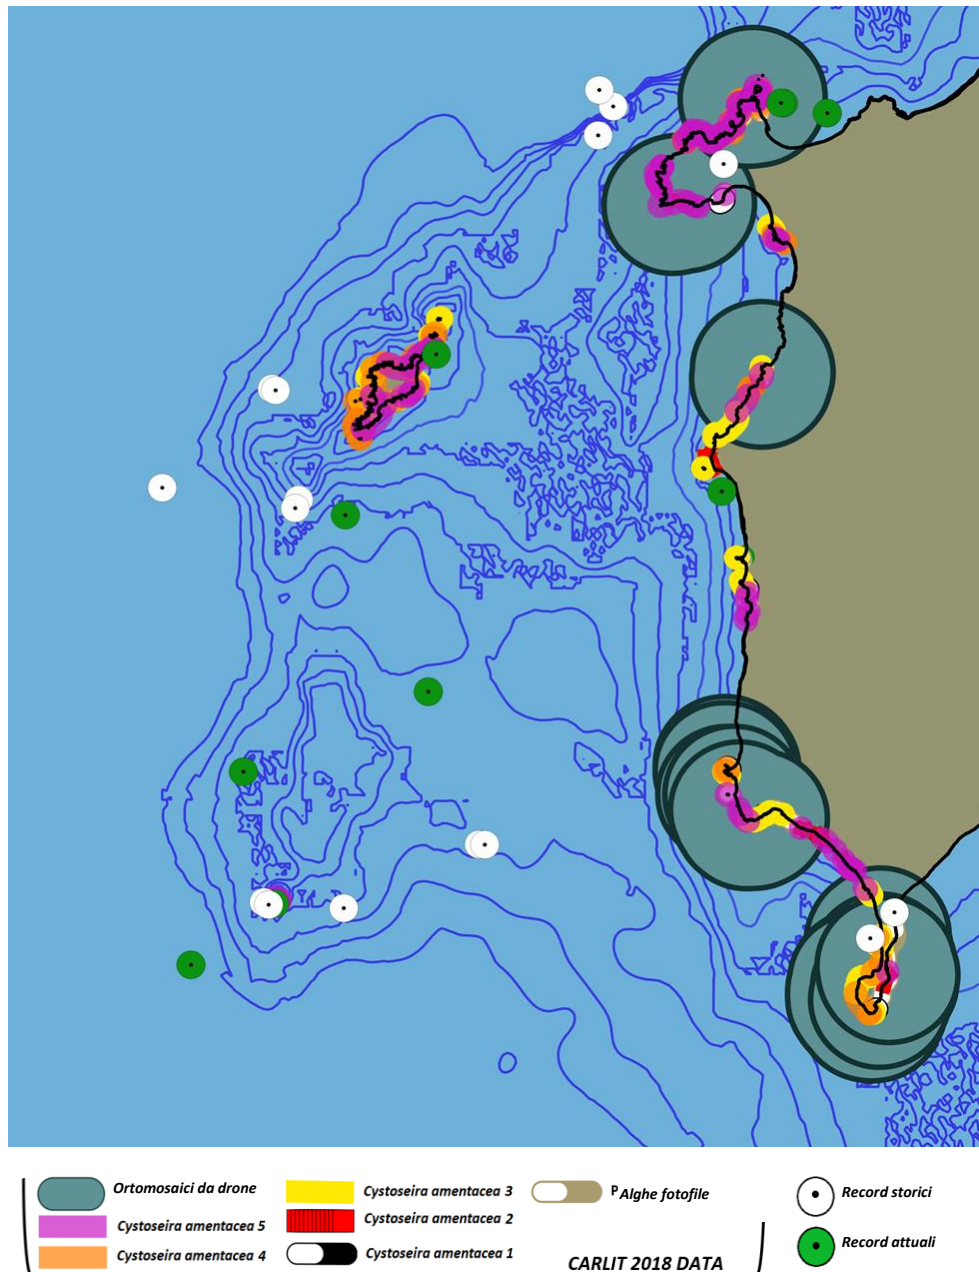 Ortomosaici da drone
Cystoseira amentacea 5
Cystoseira amentacea 4
Cystoseira amentacea 3
Cystoseira amentacea 2
Cystoseira amentacea 1
PAlghe fotofile
CARLIT 2018 DATA
Record storici
Record attuali